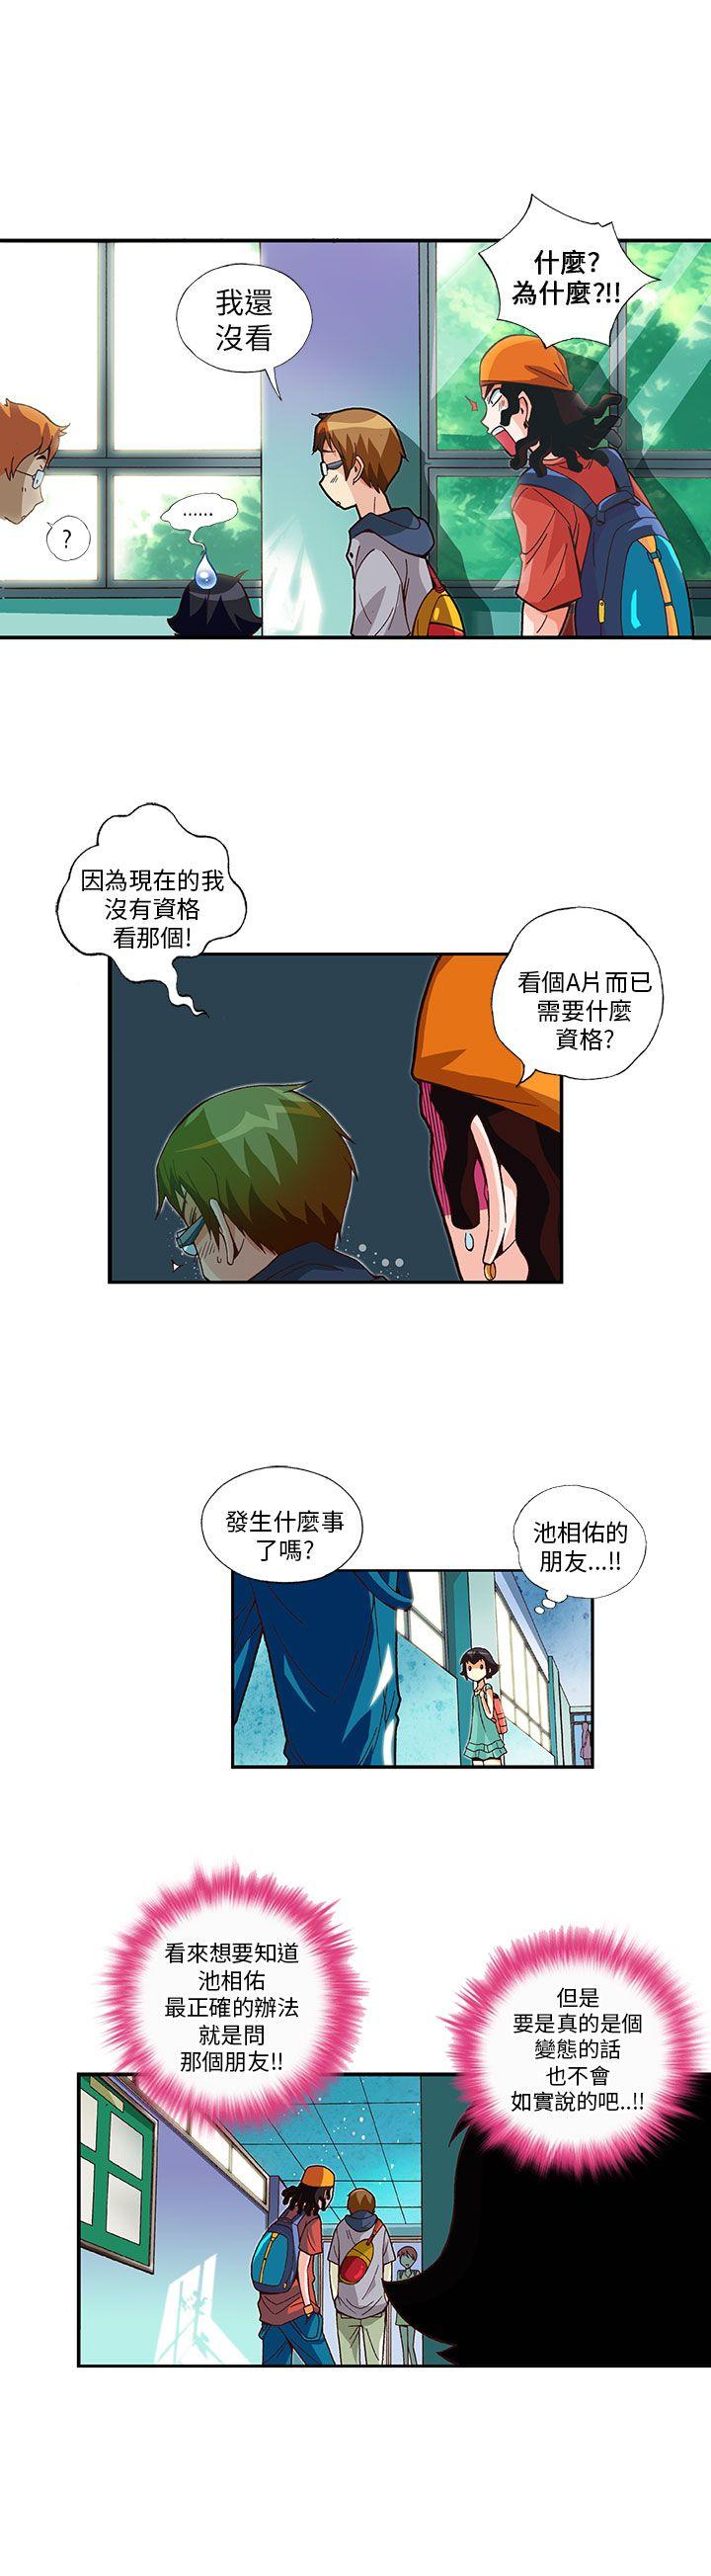 什麼?
為什麼?!!
我還
沒看
......
?
因為現在的我
沒有資格
看那個!
看個A片而已
需要什麼
資格?
發生什麼事
了嗎?
池相佑的
朋友...!!
看來想要知道
池相佑
最正確的辦法
就是問
那個朋友!!
但是
要是真的是個
變態的話
也不會
如實說的吧..!!